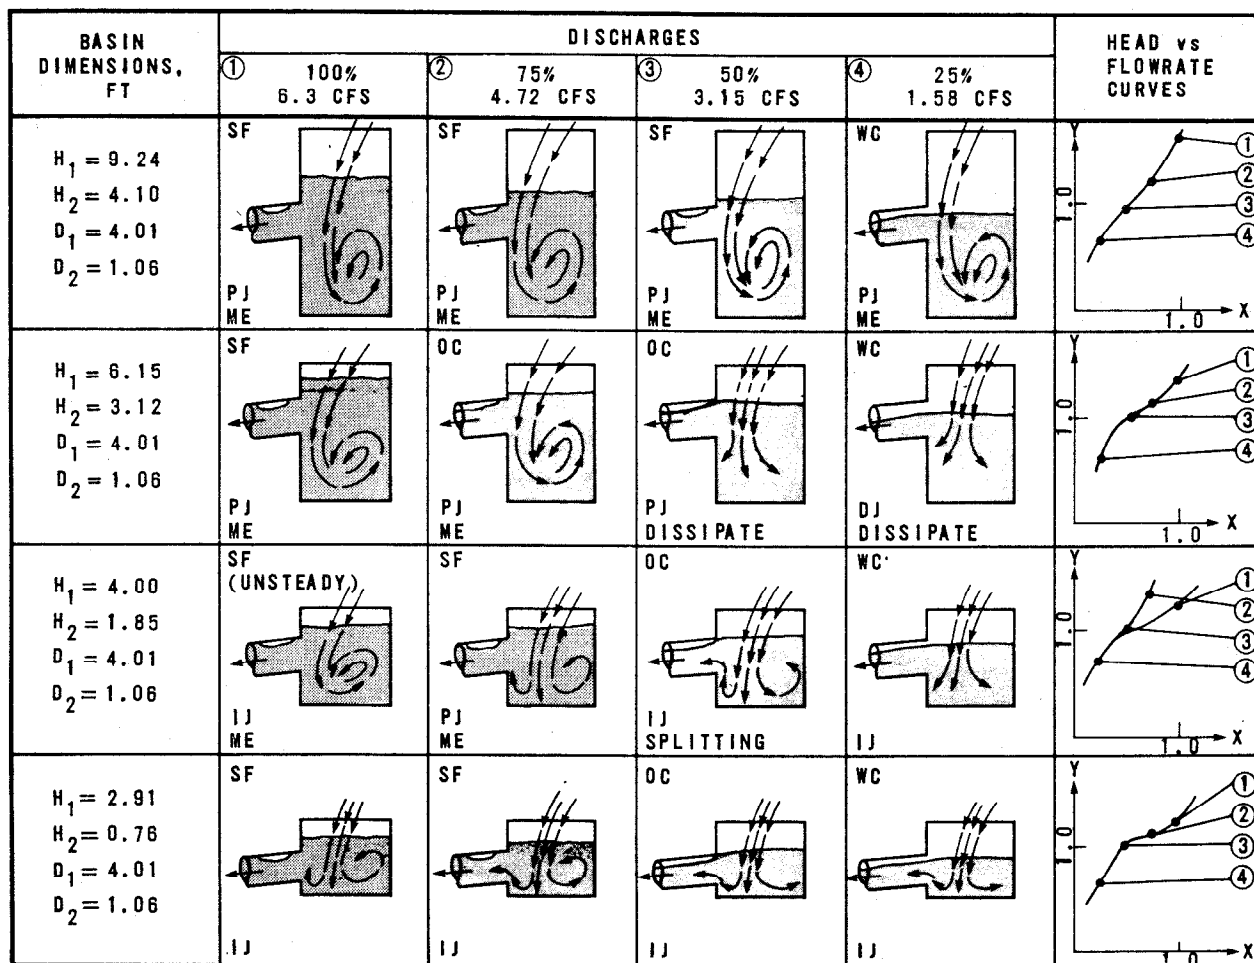 BASIN
DIMENSIONS,
FT
DISCHARGES
① 100%
6.3 CFS
② 75%
4.72 CFS
③ 50%
3.15 CFS
④ 25%
1.58 CFS
HEAD vs
FLOWRATE
CURVES
H1 = 9.24
H2 = 4.10
D1 = 4.01
D2 = 1.06
SF
PJ
ME
SF
PJ
ME
SF
PJ
ME
WC
PJ
ME
Y
1.0
1.0
X
①
②
③
④
H1 = 6.15
H2 = 3.12
D1 = 4.01
D2 = 1.06
SF
PJ
ME
OC
PJ
ME
OC
PJ
DISSIPATE
WC
DJ
DISSIPATE
Y
1.0
1.0
X
①
②
③
④
H1 = 4.00
H2 = 1.85
D1 = 4.01
D2 = 1.06
SF
(UNSTEADY)
IJ
ME
SF
PJ
ME
OC
IJ
SPLITTING
WC
IJ
Y
1.0
1.0
X
①
②
③
④
H1 = 2.91
H2 = 0.76
D1 = 4.01
D2 = 1.06
SF
IJ
SF
IJ
OC
IJ
WC
IJ
Y
1.0
1.0
X
①
②
③
④